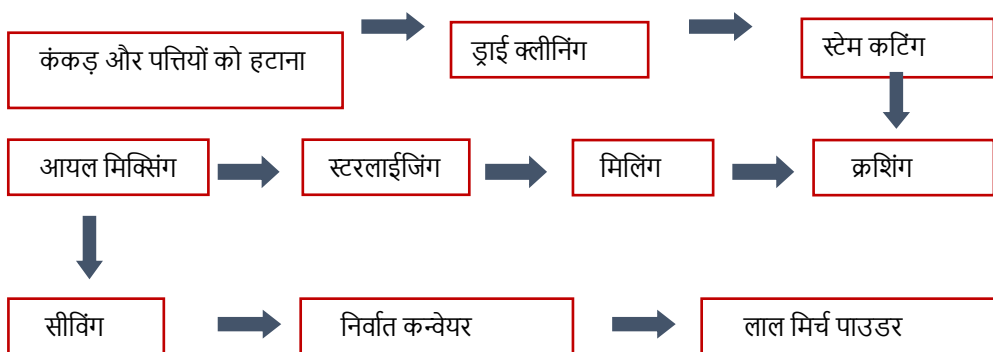 कंकड़ और पत्तियों को हटाना
ड्राई क्लीनिंग
स्टेम कटिंग
आयल मिक्सिंग
स्टरलाईजिंग
मिलिंग
क्रशिंग
सीविंग
निर्वात कन्वेयर
लाल मिर्च पाउडर